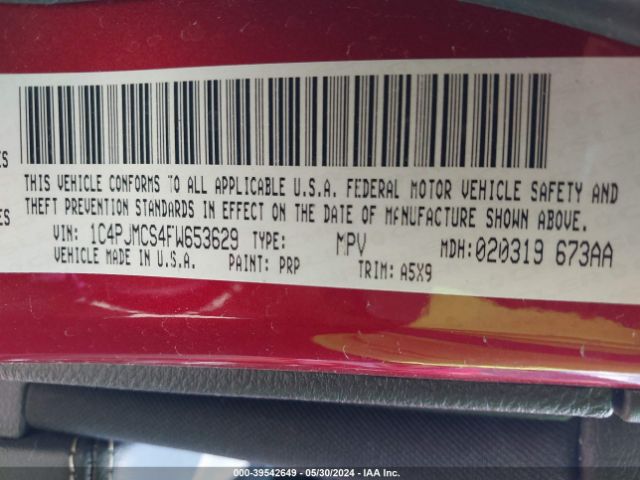 ES
THIS VEHICLE CONFORMS TO ALL APPLICABLE U.S.A. FEDERAL MOTOR VEHICLE SAFETY AND
ES THEFT PREVENTION STANDARDS IN EFFECT ON THE DATE OF MANUFACTURE SHOWN ABOVE.
VIN: 1C4PJMCS4FW653629 TYPE: MPV MDH:020319 673AA
VEHICLE MADE IN U.S.A. PAINT: PRP TRIM: A5X9
000-39542649 - 05/30/2024 - IAA Inc.